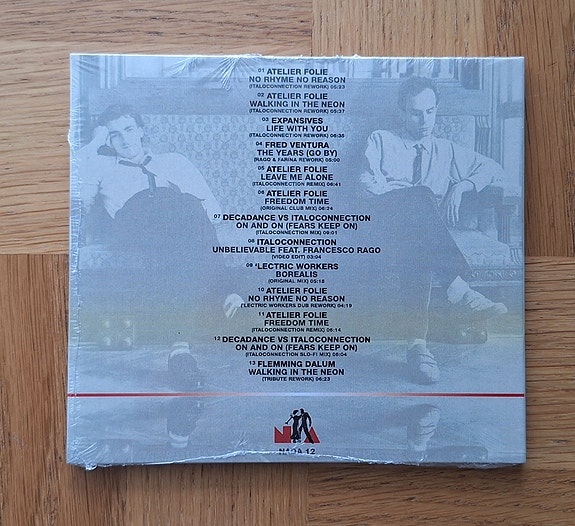 01 ATELIER FOLIE
NO RHYME NO REASON
(ITALOCONNECTION REWORK) 05:23
02 ATELIER FOLIE
WALKING IN THE NEON
(ITALOCONNECTION REWORK) 05:37
03 EXPANSIVES
LIFE WITH YOU
(ITALOCONNECTION REWORK) 06:35
04 FRED VENTURA
THE YEARS (GO BY)
(RAGO & FARINA REWORK) 05:00
05 ATELIER FOLIE
LEAVE ME ALONE
(ITALOCONNECTION REMIX) 06:41
06 ATELIER FOLIE
FREEDOM TIME
(ORIGINAL CLUB MIX) 06:24
07 DECADANCE VS ITALOCONNECTION
ON AND ON (FEARS KEEP ON)
(ITALOCONNECTION MIX) 06:01
08 ITALOCONNECTION
UNBELIEVABLE FEAT. FRANCESCO RAGO
(VIDEO EDIT) 03:04
09 'LECTRIC WORKERS
BOREALIS
(ORIGINAL MIX) 05:18
10 ATELIER FOLIE
NO RHYME NO REASON
('LECTRIC WORKERS DUB REWORK) 04:19
11 ATELIER FOLIE
FREEDOM TIME
(ITALOCONNECTION REMIX) 06:14
12 DECADANCE VS ITALOCONNECTION
ON AND ON (FEARS KEEP ON)
(ITALOCONNECTION SLO-FI MIX) 08:04
13 FLEMMING DALUM
WALKING IN THE NEON
(TRIBUTE REWORK) 06:23
12